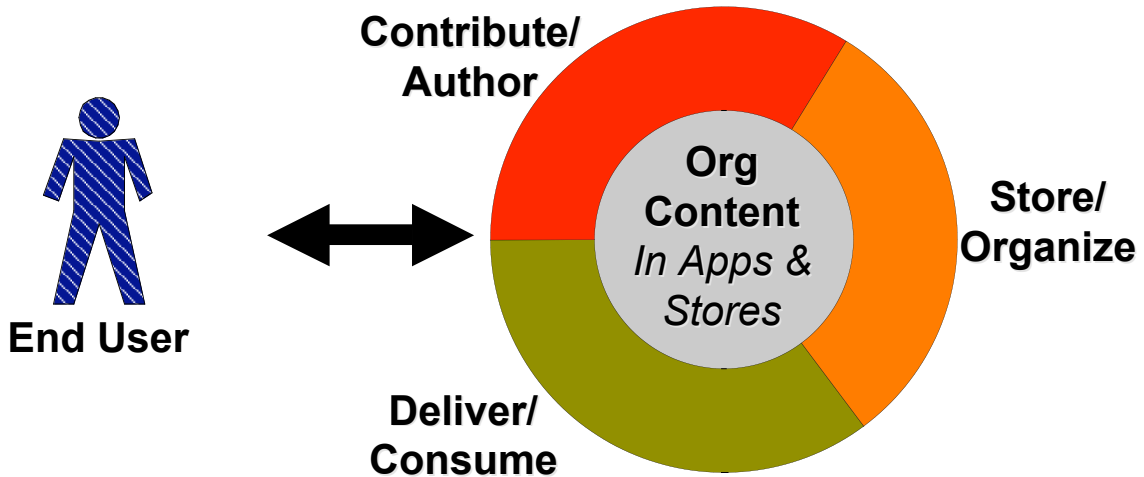 Contribute/
Author
Org
Content
In Apps &
Stores
Store/
Organize
End User
Deliver/
Consume